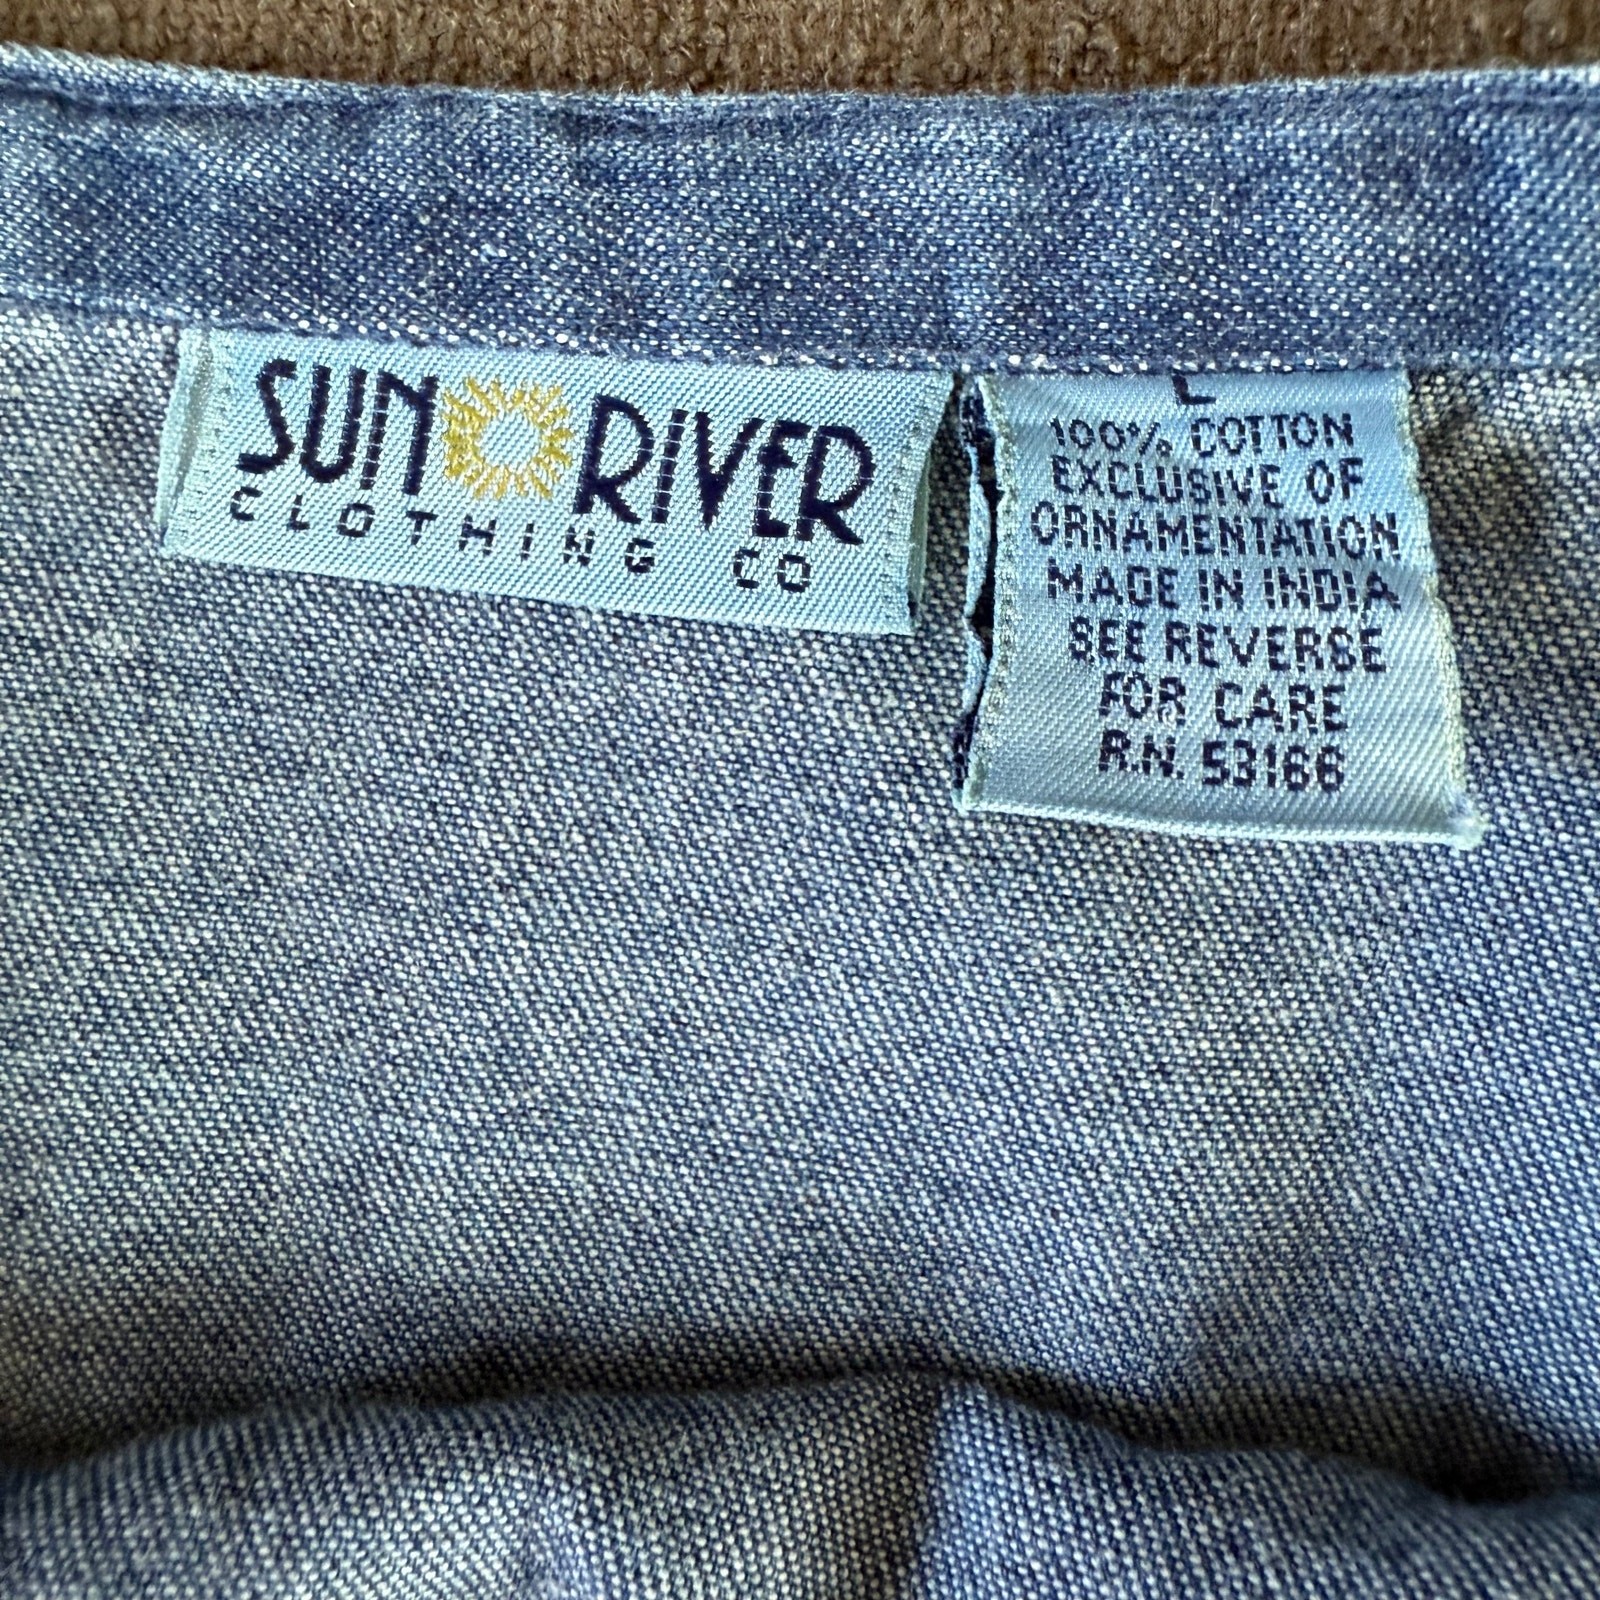 SUN RIVER
CLOTHING CO
L
100% COTTON
EXCLUSIVE OF
ORNAMENTATION
MADE IN INDIA
SEE REVERSE
FOR CARE
R.N. 53166